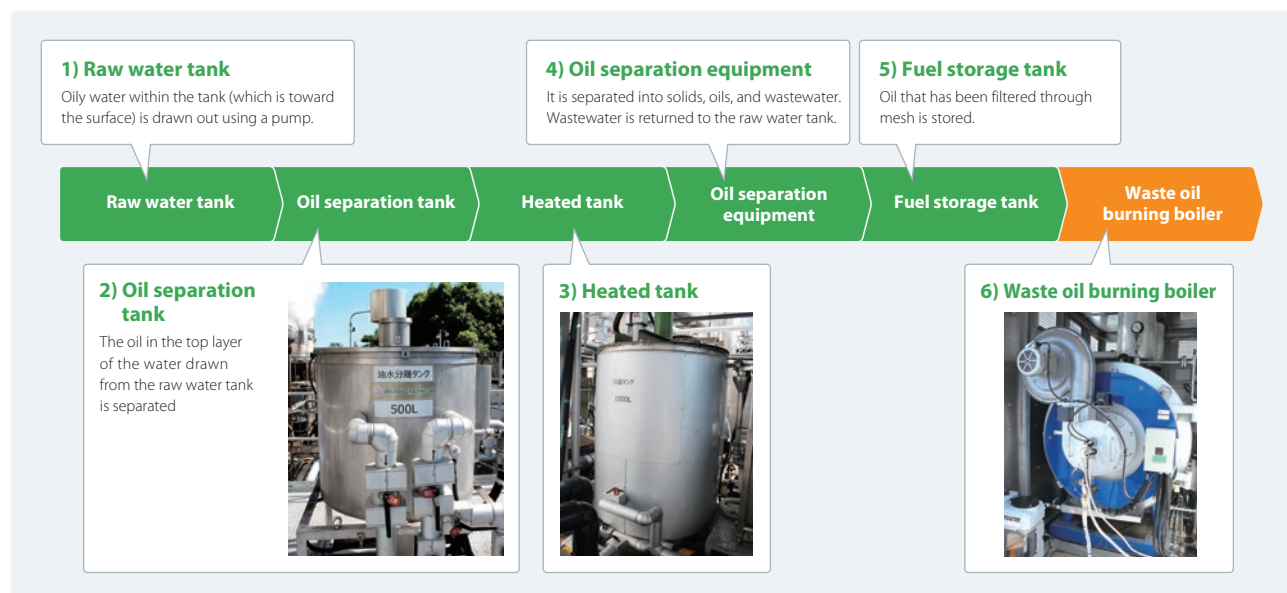 1) Raw water tank
Oily water within the tank (which is toward
the surface) is drawn out using a pump.
4) Oil separation equipment
It is separated into solids, oils, and wastewater.
Wastewater is returned to the raw water tank.
5) Fuel storage tank
Oil that has been filtered through
mesh is stored.
Raw water tank
Oil separation tank
Heated tank
Oil separation
equipment
Fuel storage tank
Waste oil
burning boiler
2) Oil separation
tank
The oil in the top layer
of the water drawn
from the raw water tank
is separated
油水分離タンク
500L
3) Heated tank
1000L
6) Waste oil burning boiler